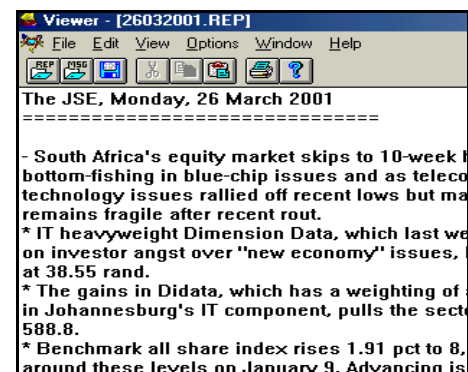 Viewer - [26032001.REP]
File Edit View Options Window Help
REP MSG
The JSE, Monday, 26 March 2001
================================
- South Africa's equity market skips to 10-week
bottom-fishing in blue-chip issues and as teleco
technology issues rallied off recent lows but ma
remains fragile after recent rout.
* IT heavyweight Dimension Data, which last we
on investor angst over "new economy" issues,
at 38.55 rand.
* The gains in Didata, which has a weighting of
in Johannesburg's IT component, pulls the secto
588.8.
* Benchmark all share index rises 1.91 pct to 8,
around these levels on January 9. Advancing is